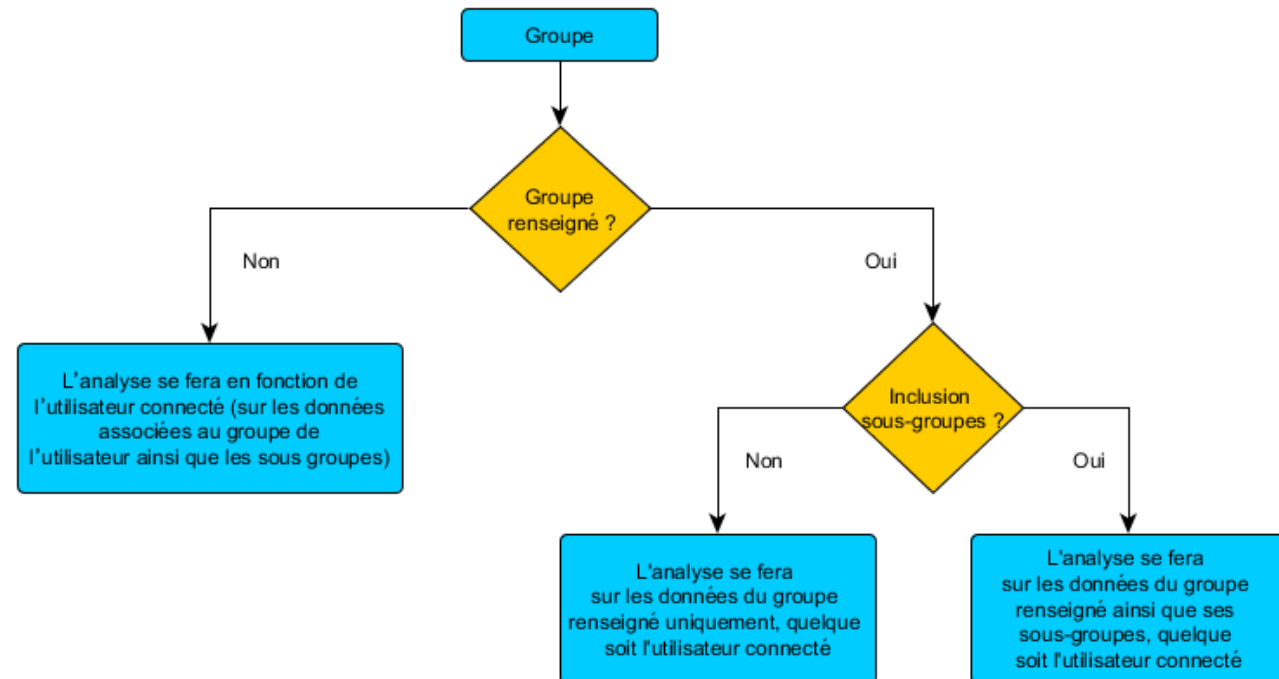 Groupe
Groupe
renseigné ?
Non
Oui
L'analyse se fera en fonction de
l'utilisateur connecté (sur les données
associées au groupe de
l'utilisateur ainsi que les sous groupes)
Inclusion
sous-groupes ?
Non
Oui
L'analyse se fera
sur les données du groupe
renseigné uniquement, quelque
soit l'utilisateur connecté
L'analyse se fera
sur les données du groupe
renseigné ainsi que ses
sous-groupes, quelque
soit l'utilisateur connecté